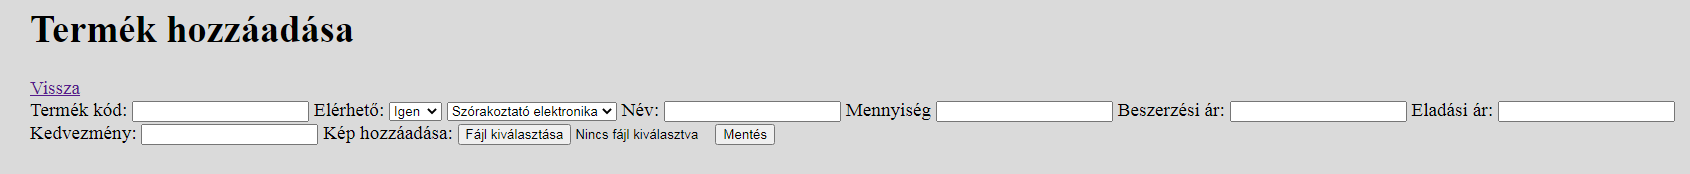 Termék hozzáadása
Vissza
Termék kód: Elérhető: Igen Szórakoztató elektronika Név: Mennyiség Beszerzési ár: Eladási ár:
Kedvezmény: Kép hozzáadása: Fájl kiválasztása Nincs fájl kiválasztva Mentés